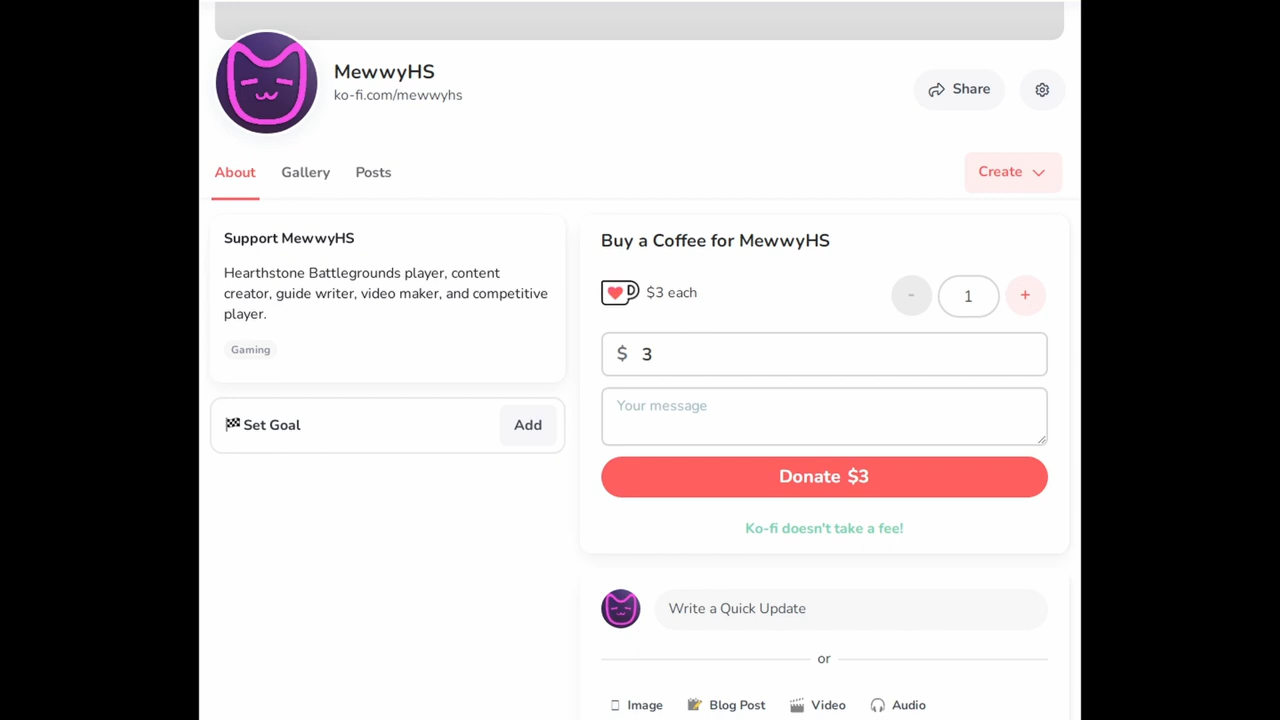 MewwyHS
ko-fi.com/mewwyhs
Share
About
Gallery
Posts
Create
Support MewwyHS
Hearthstone Battlegrounds player, content
creator, guide writer, video maker, and competitive
player.
Gaming
Set Goal
Add
Buy a Coffee for MewwyHS
$3 each
-
1
+
$ 3
Your message
Donate $3
Ko-fi doesn't take a fee!
Write a Quick Update
or
Image
Blog Post
Video
Audio